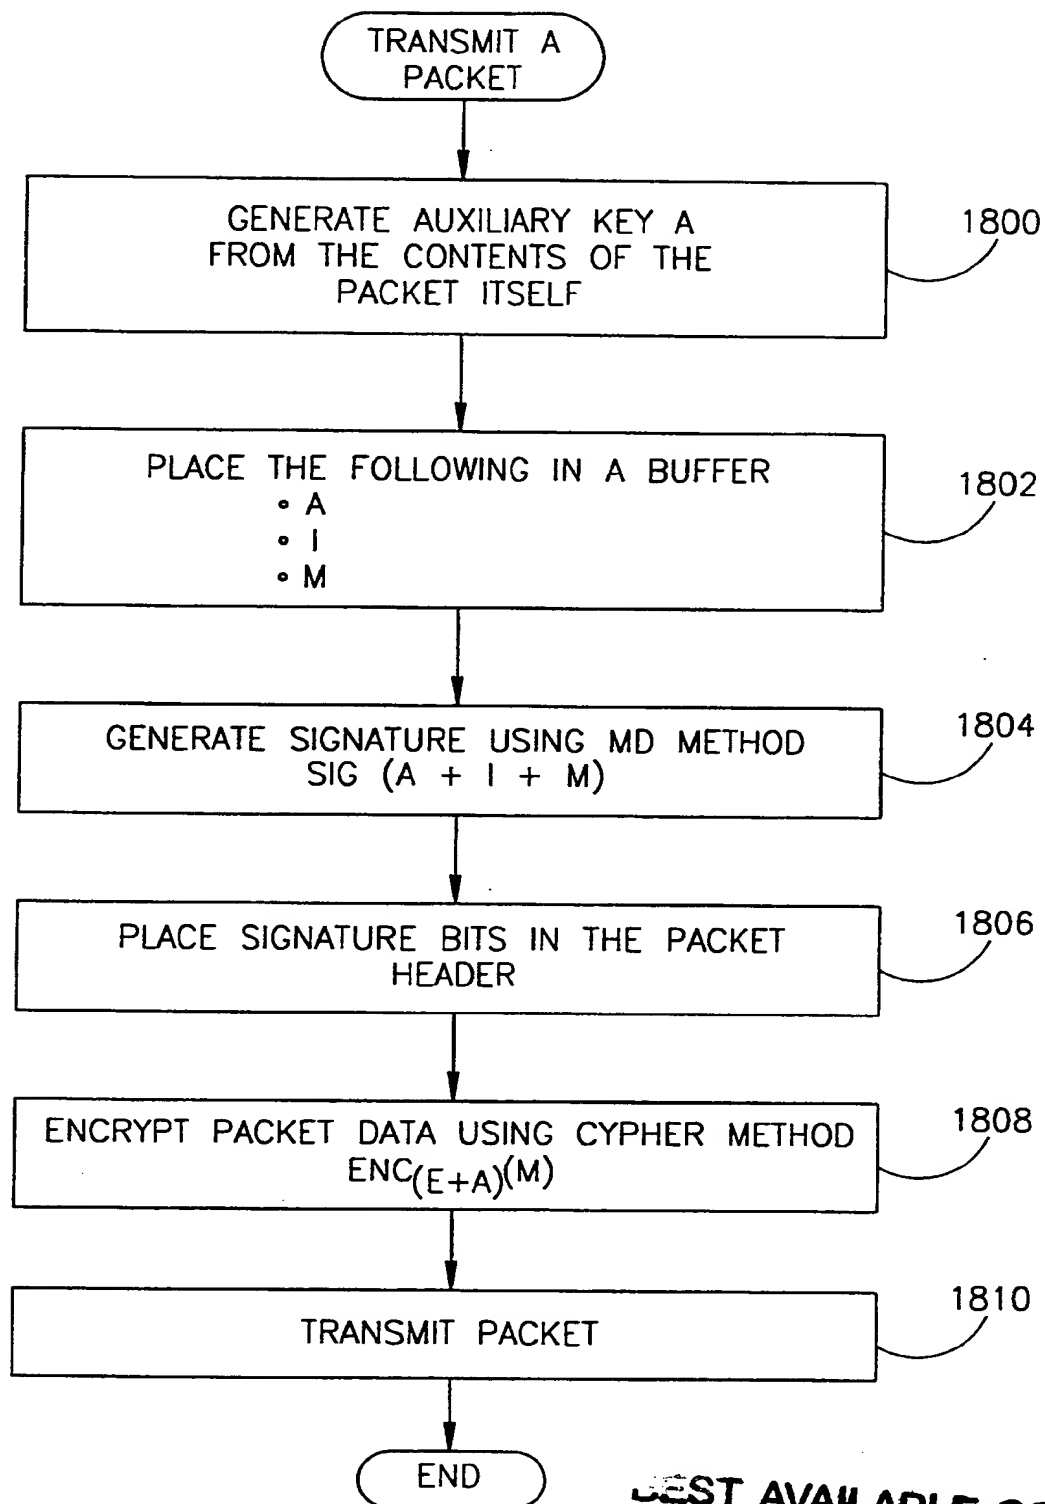 TRANSMIT A
PACKET
GENERATE AUXILIARY KEY A
FROM THE CONTENTS OF THE
PACKET ITSELF
1800
PLACE THE FOLLOWING IN A BUFFER
• A
• I
• M
1802
GENERATE SIGNATURE USING MD METHOD
SIG (A + I + M)
1804
PLACE SIGNATURE BITS IN THE PACKET
HEADER
1806
ENCRYPT PACKET DATA USING CYPHER METHOD
ENC(E+A)(M)
1808
TRANSMIT PACKET
1810
END
BEST AVAILABLE